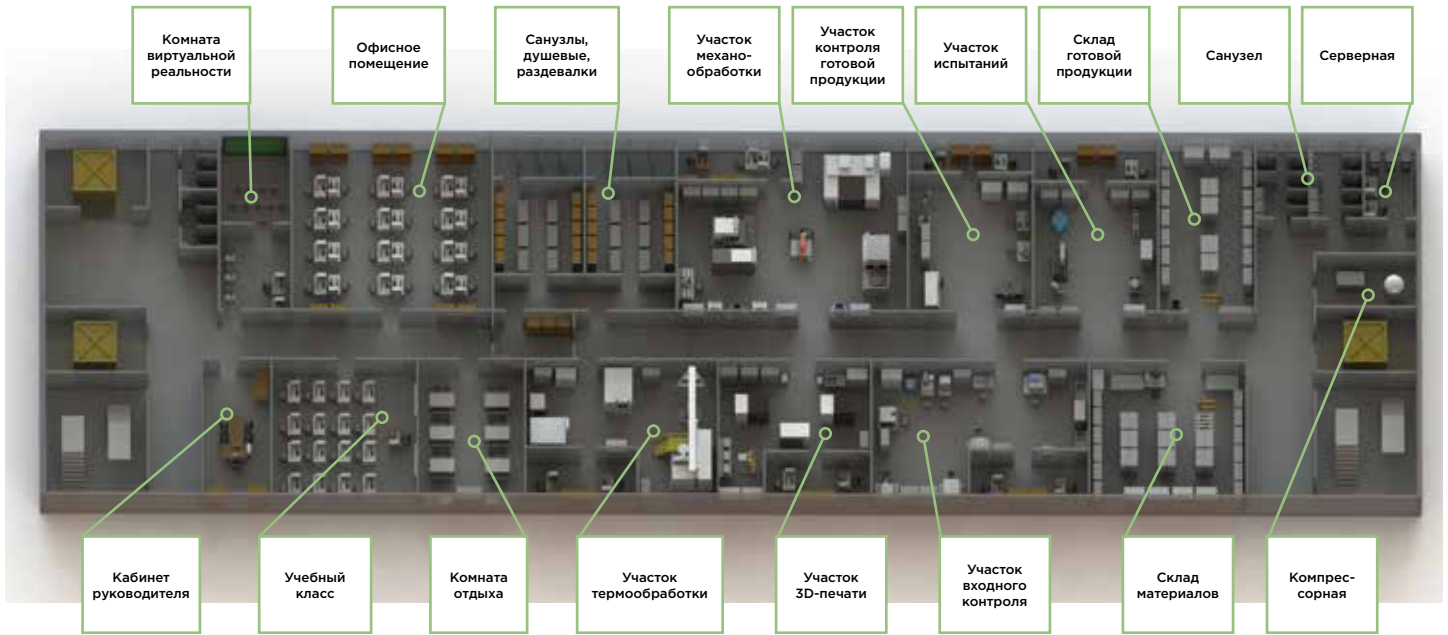 Комната
виртуальной
реальности
Офисное
помещение
Санузлы,
душевые,
раздевалки
Участок
механо-
обработки
Участок
контроля
готовой
продукции
Участок
испытаний
Склад
готовой
продукции
Санузел
Серверная
Кабинет
руководителя
Учебный
класс
Комната
отдыха
Участок
термообработки
Участок
3D-печати
Участок
входного
контроля
Склад
материалов
Компрес-
сорная